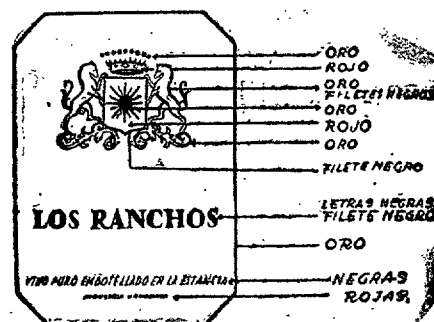 ORO
ROJO
ORO
FILETES NEGROS
ORO
ROJO
ORO
FILETE NEGRO
LETRAS NEGRAS
FILETE NEGRO
LOS RANCHOS
ORO
VINO PURO EMBOTELLADO EN LA ESTANCIA
NEGRAS
INDUSTRIA
ROJAS